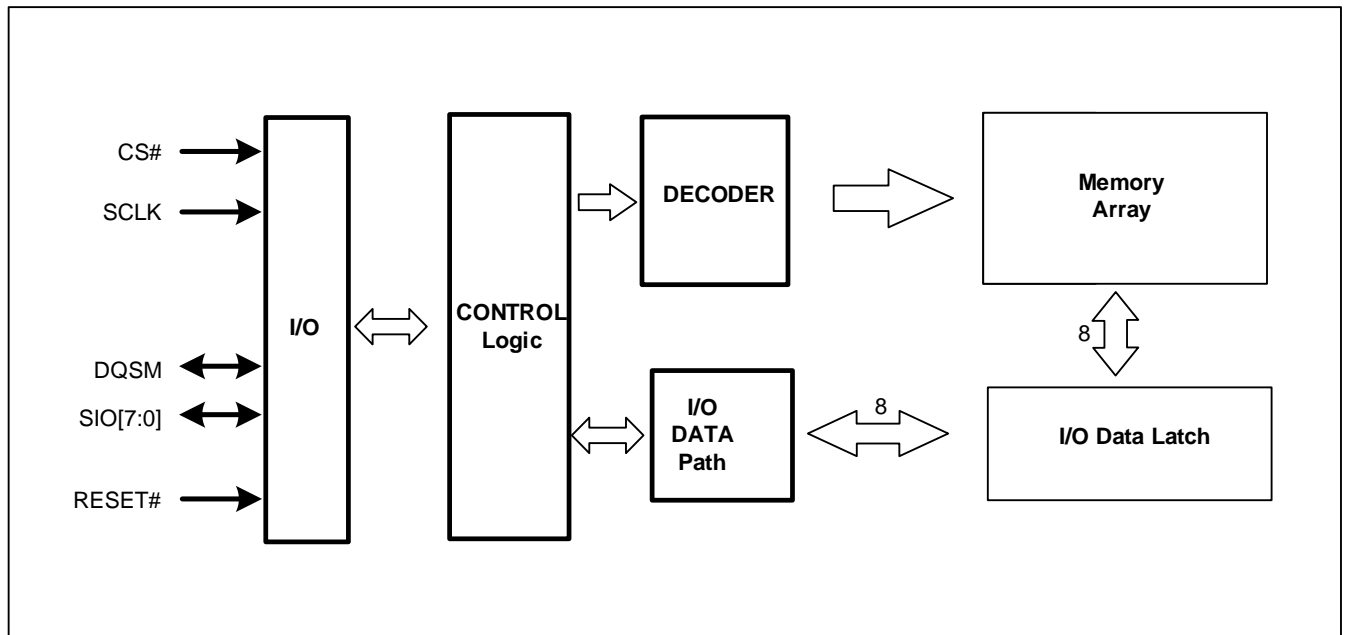 CS#
SCLK
DQSM
SIO[7:0]
RESET#
I/O
CONTROL
Logic
DECODER
I/O
DATA
Path
8
Memory
Array
8
I/O Data Latch